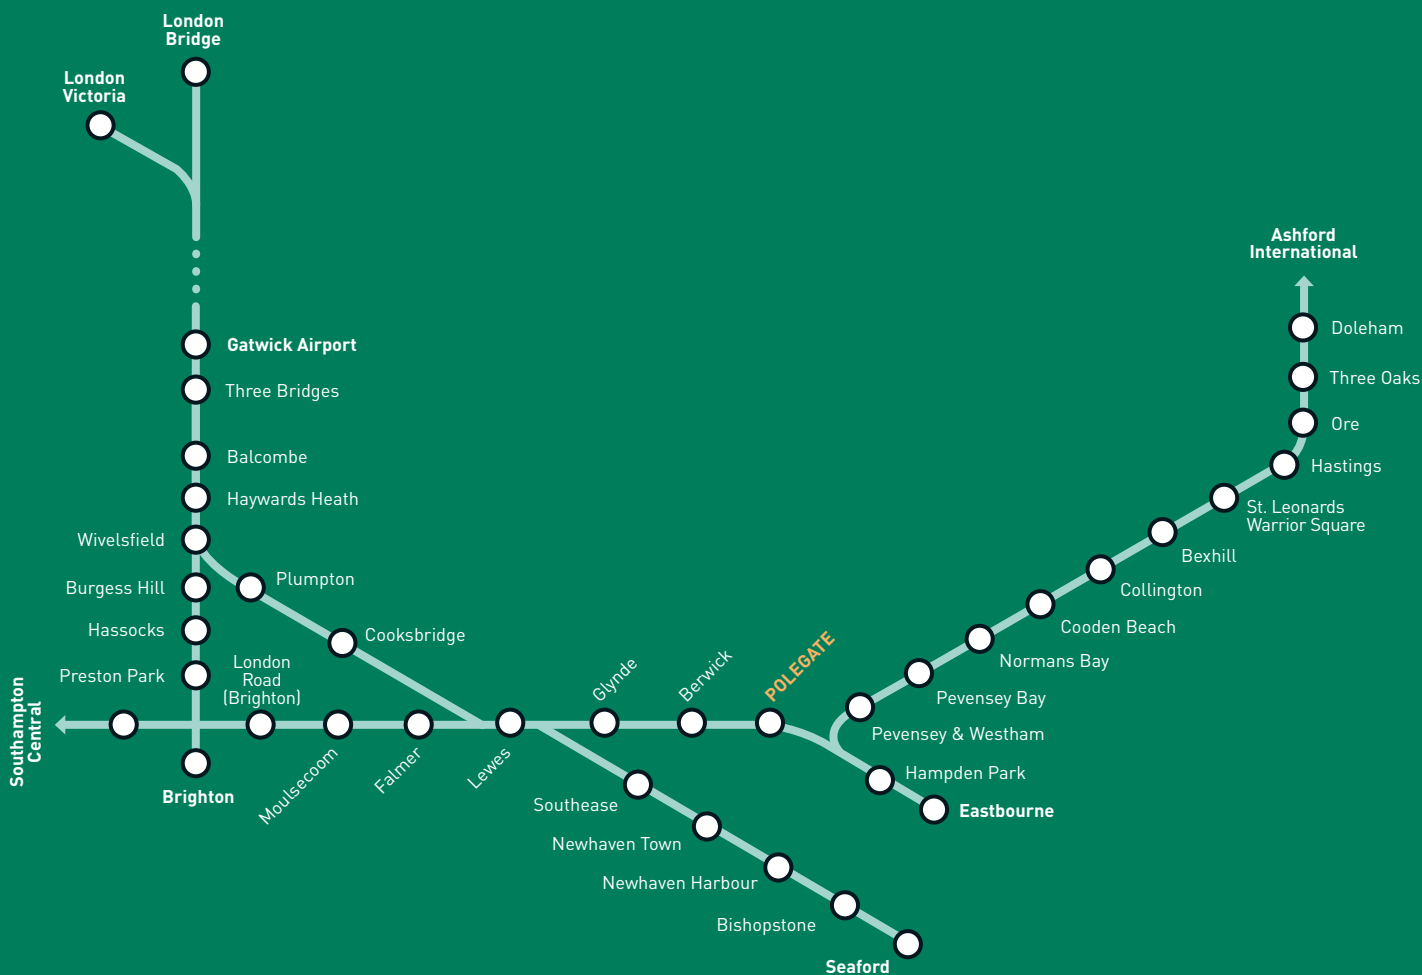 London
Bridge
London
Victoria
Ashford
International
Doleham
Three Oaks
Ore
Hastings
St. Leonards
Warrior Square
Bexhill
Collington
Cooden Beach
Normans Bay
Pevensey Bay
Pevensey & Westham
Hampden Park
Eastbourne
Gatwick Airport
Three Bridges
Balcombe
Haywards Heath
Wivelsfield
Burgess Hill
Hassocks
Preston Park
Plumpton
Cooksbridge
London
Road
(Brighton)
Southampton
Central
Brighton
Moulsecoom
Falmer
Lewes
Glynde
Berwick
POLEGATE
Southease
Newhaven Town
Newhaven Harbour
Bishopstone
Seaford